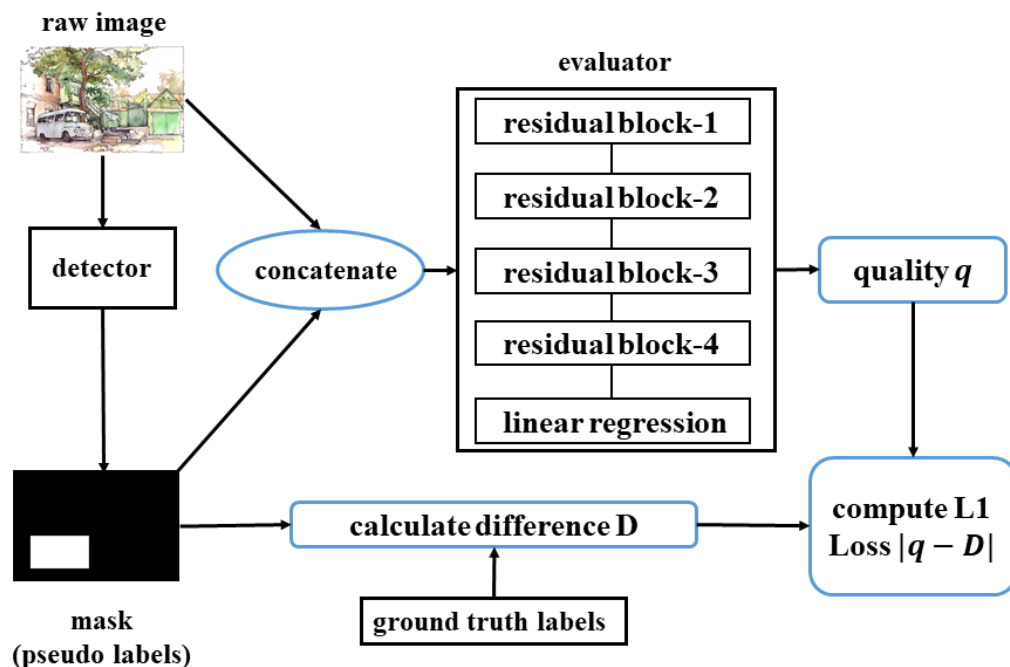 raw image
evaluator
residual block-1
residual block-2
detector
concatenate
residual block-3
quality q
residual block-4
linear regression
calculate difference D
compute L1
Loss |q − D|
ground truth labels
mask
(pseudo labels)